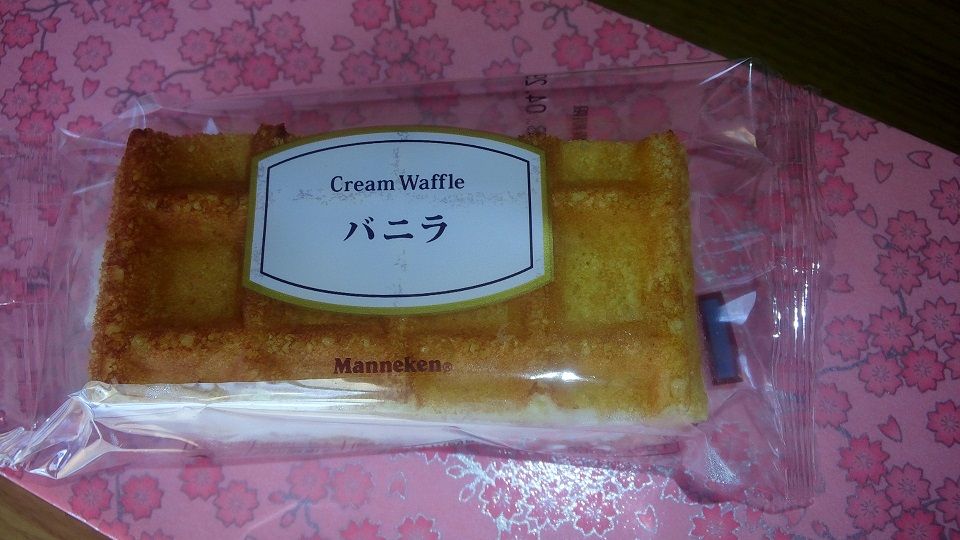 Cream Waffle
バニラ
Manneken®